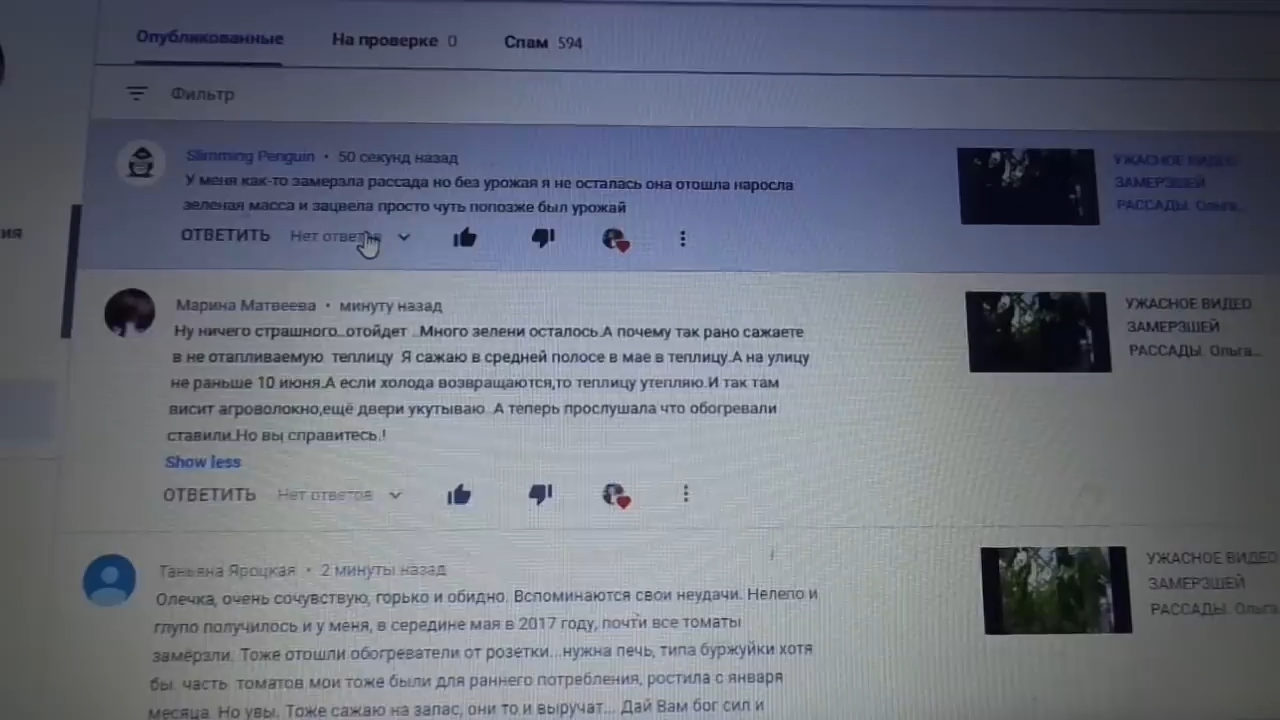 Опубликованные На проверке 0 Спам 594
Фильтр
Slimming Penguin • 50 секунд назад
У меня как-то замерзла рассада но без урожая я не осталась она отошла наросла
зеленая масса и зацвела просто чуть попозже был урожай
ОТВЕТИТЬ Нет ответов
УЖАСНОЕ ВИДЕО
ЗАМЕРЗШЕЙ
РАССАДЫ. Ольга...
ия
Марина Матвеева • минуту назад
Ну ничего страшного..отойдет ..Много зелени осталось.А почему так рано сажаете
в не отапливаемую теплицу Я сажаю в средней полосе в мае в теплицу.А на улицу
не раньше 10 июня.А если холода возвращаются,то теплицу утепляю.И так там
висит агроволокно,ещё двери укутываю. А теперь прослушала что обогревали
ставили.Но вы справитесь.!
Show less
ОТВЕТИТЬ Нет ответов
УЖАСНОЕ ВИДЕО
ЗАМЕРЗШЕЙ
РАССАДЫ. Ольга...
Татьяна Яроцкая • 2 минуты назад
Олечка, очень сочувствую, горько и обидно. Вспоминаются свои неудачи. Нелепо и
глупо получилось и у меня, в середине мая в 2017 году, почти все томаты
замёрзли. Тоже отошли обогреватели от розетки...нужна печь, типа буржуйки хотя
бы. часть томатов мои тоже были для раннего потребления, ростила с января
месяца. Но увы. Тоже сажаю на запас, они то и выручат... Дай Вам бог сил и
УЖАСНОЕ ВИДЕО
ЗАМЕРЗШЕЙ
РАССАДЫ. Ольга